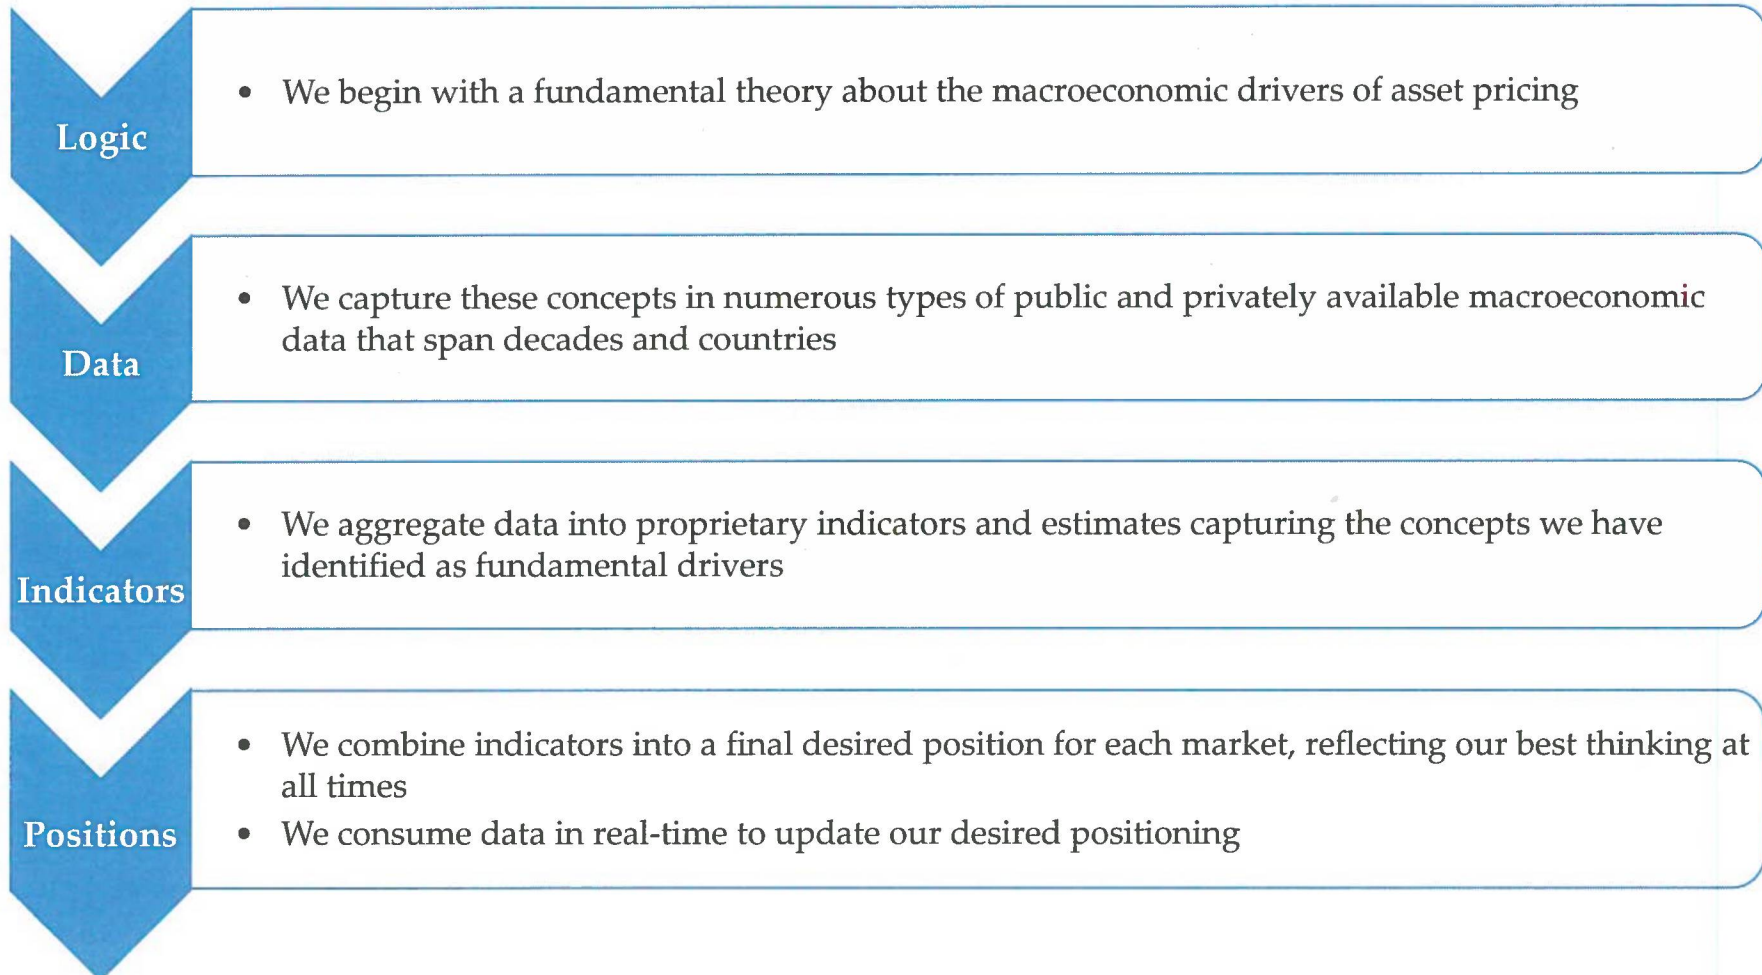 Logic
• We begin with a fundamental theory about the macroeconomic drivers of asset pricing
Data
• We capture these concepts in numerous types of public and privately available macroeconomic
data that span decades and countries
Indicators
• We aggregate data into proprietary indicators and estimates capturing the concepts we have
identified as fundamental drivers
Positions
• We combine indicators into a final desired position for each market, reflecting our best thinking at
all times
• We consume data in real-time to update our desired positioning